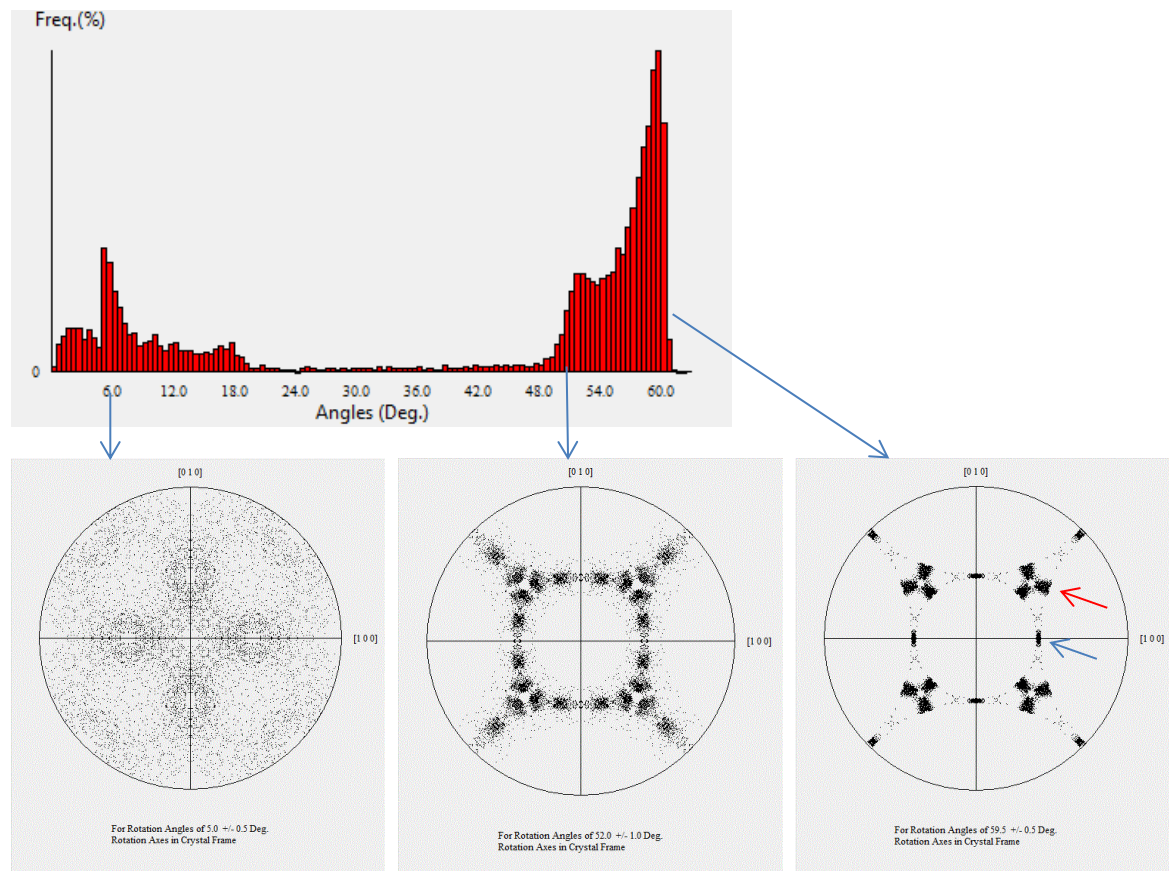 Freq.(%)
0
6.0 12.0 18.0 24.0 30.0 36.0 42.0 48.0 54.0 60.0
Angles (Deg.)
[0 1 0]
[1 0 0]
For Rotation Angles of 5.0 +/- 0.5 Deg.
Rotation Axes in Crystal Frame
[0 1 0]
[1 0 0]
For Rotation Angles of 52.0 +/- 1.0 Deg.
Rotation Axes in Crystal Frame
[0 1 0]
[1 0 0]
For Rotation Angles of 59.5 +/- 0.5 Deg.
Rotation Axes in Crystal Frame